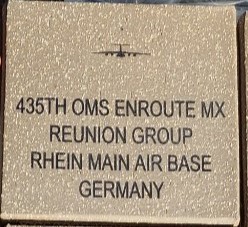 435TH OMS ENROUTE MX
REUNION GROUP
RHEIN MAIN AIR BASE
GERMANY